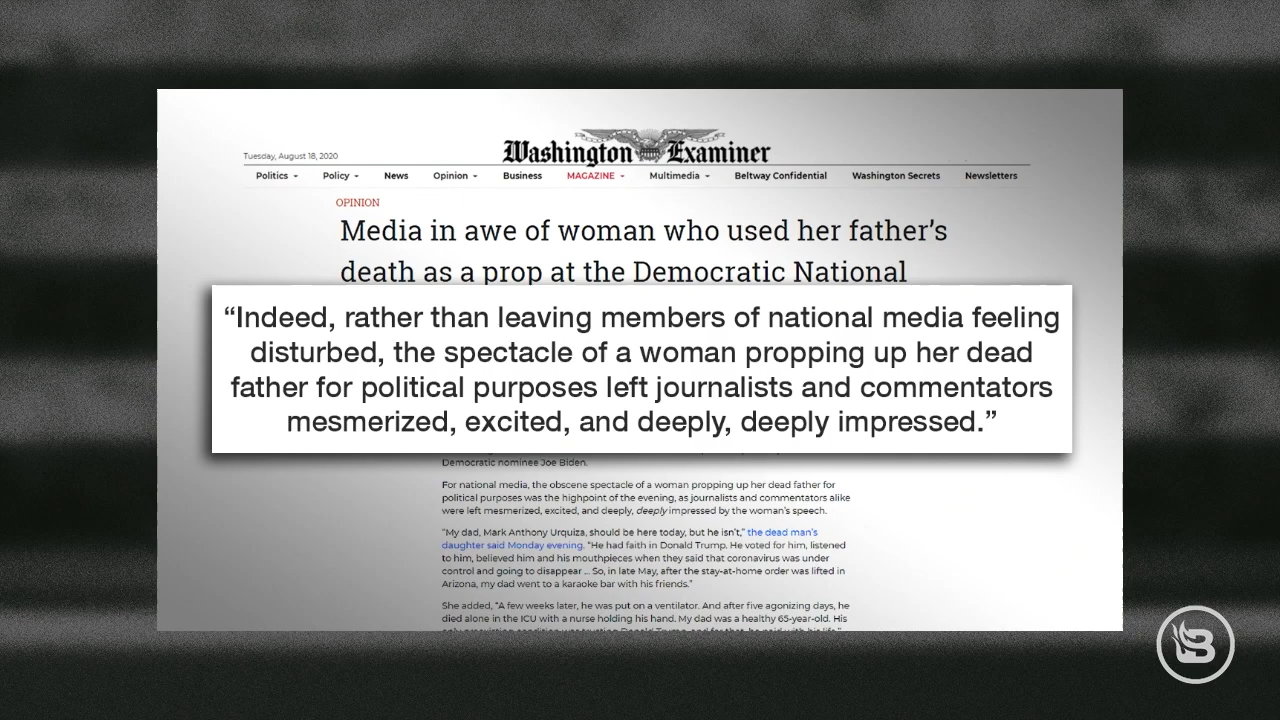 Tuesday, August 18, 2020
Washington Examiner
Politics Policy News Opinion Business MAGAZINE Multimedia Beltway Confidential Washington Secrets Newsletters
OPINION
Media in awe of woman who used her father’s
death as a prop at the Democratic National
“Indeed, rather than leaving members of national media feeling
disturbed, the spectacle of a woman propping up her dead
father for political purposes left journalists and commentators
mesmerized, excited, and deeply, deeply impressed.”
Democratic nominee Joe Biden.
For national media, the obscene spectacle of a woman propping up her dead father for
political purposes was the highpoint of the evening, as journalists and commentators alike
were left mesmerized, excited, and deeply, deeply impressed by the woman’s speech.
“My dad, Mark Anthony Urquiza, should be here today, but he isn’t,” the dead man’s
daughter said Monday evening. “He had faith in Donald Trump. He voted for him, listened
to him, believed him and his mouthpieces when they said that coronavirus was under
control and going to disappear ... So, in late May, after the stay-at-home order was lifted in
Arizona, my dad went to a karaoke bar with his friends.”
She added, “A few weeks later, he was put on a ventilator. And after five agonizing days, he
died alone in the ICU with a nurse holding his hand. My dad was a healthy 65-year-old. His
B